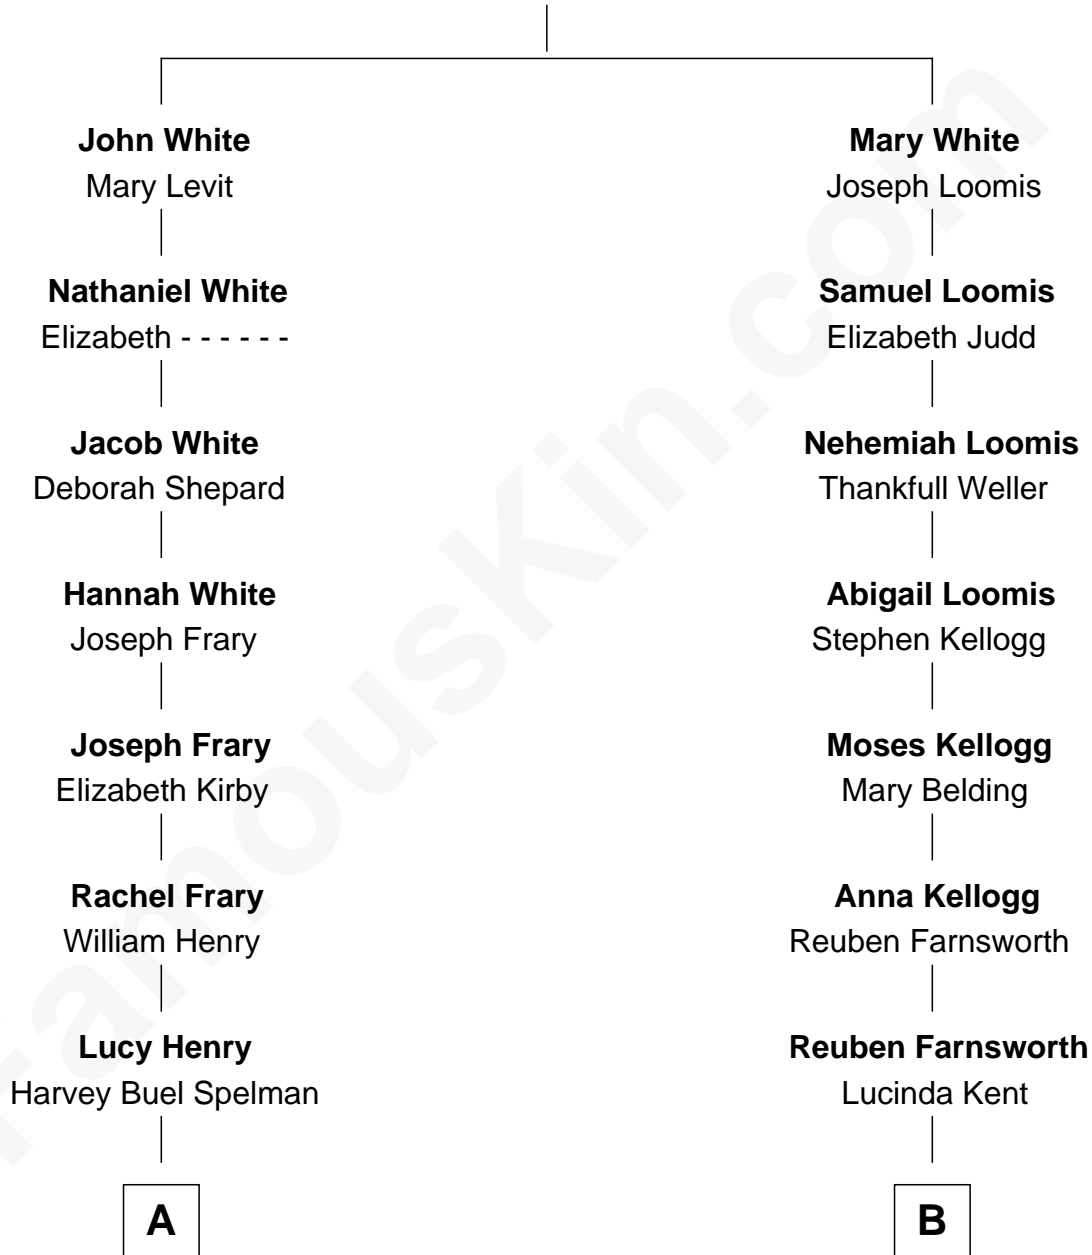 John White
Mary Levit
Nathaniel White
Elizabeth - - - - - -
Jacob White
Deborah Shepard
Hannah White
Joseph Frary
Joseph Frary
Elizabeth Kirby
Rachel Frary
William Henry
Lucy Henry
Harvey Buel Spelman
A
Mary White
Joseph Loomis
Samuel Loomis
Elizabeth Judd
Nehemiah Loomis
Thankfull Weller
Abigail Loomis
Stephen Kellogg
Moses Kellogg
Mary Belding
Anna Kellogg
Reuben Farnsworth
Reuben Farnsworth
Lucinda Kent
B
FamousKin.com